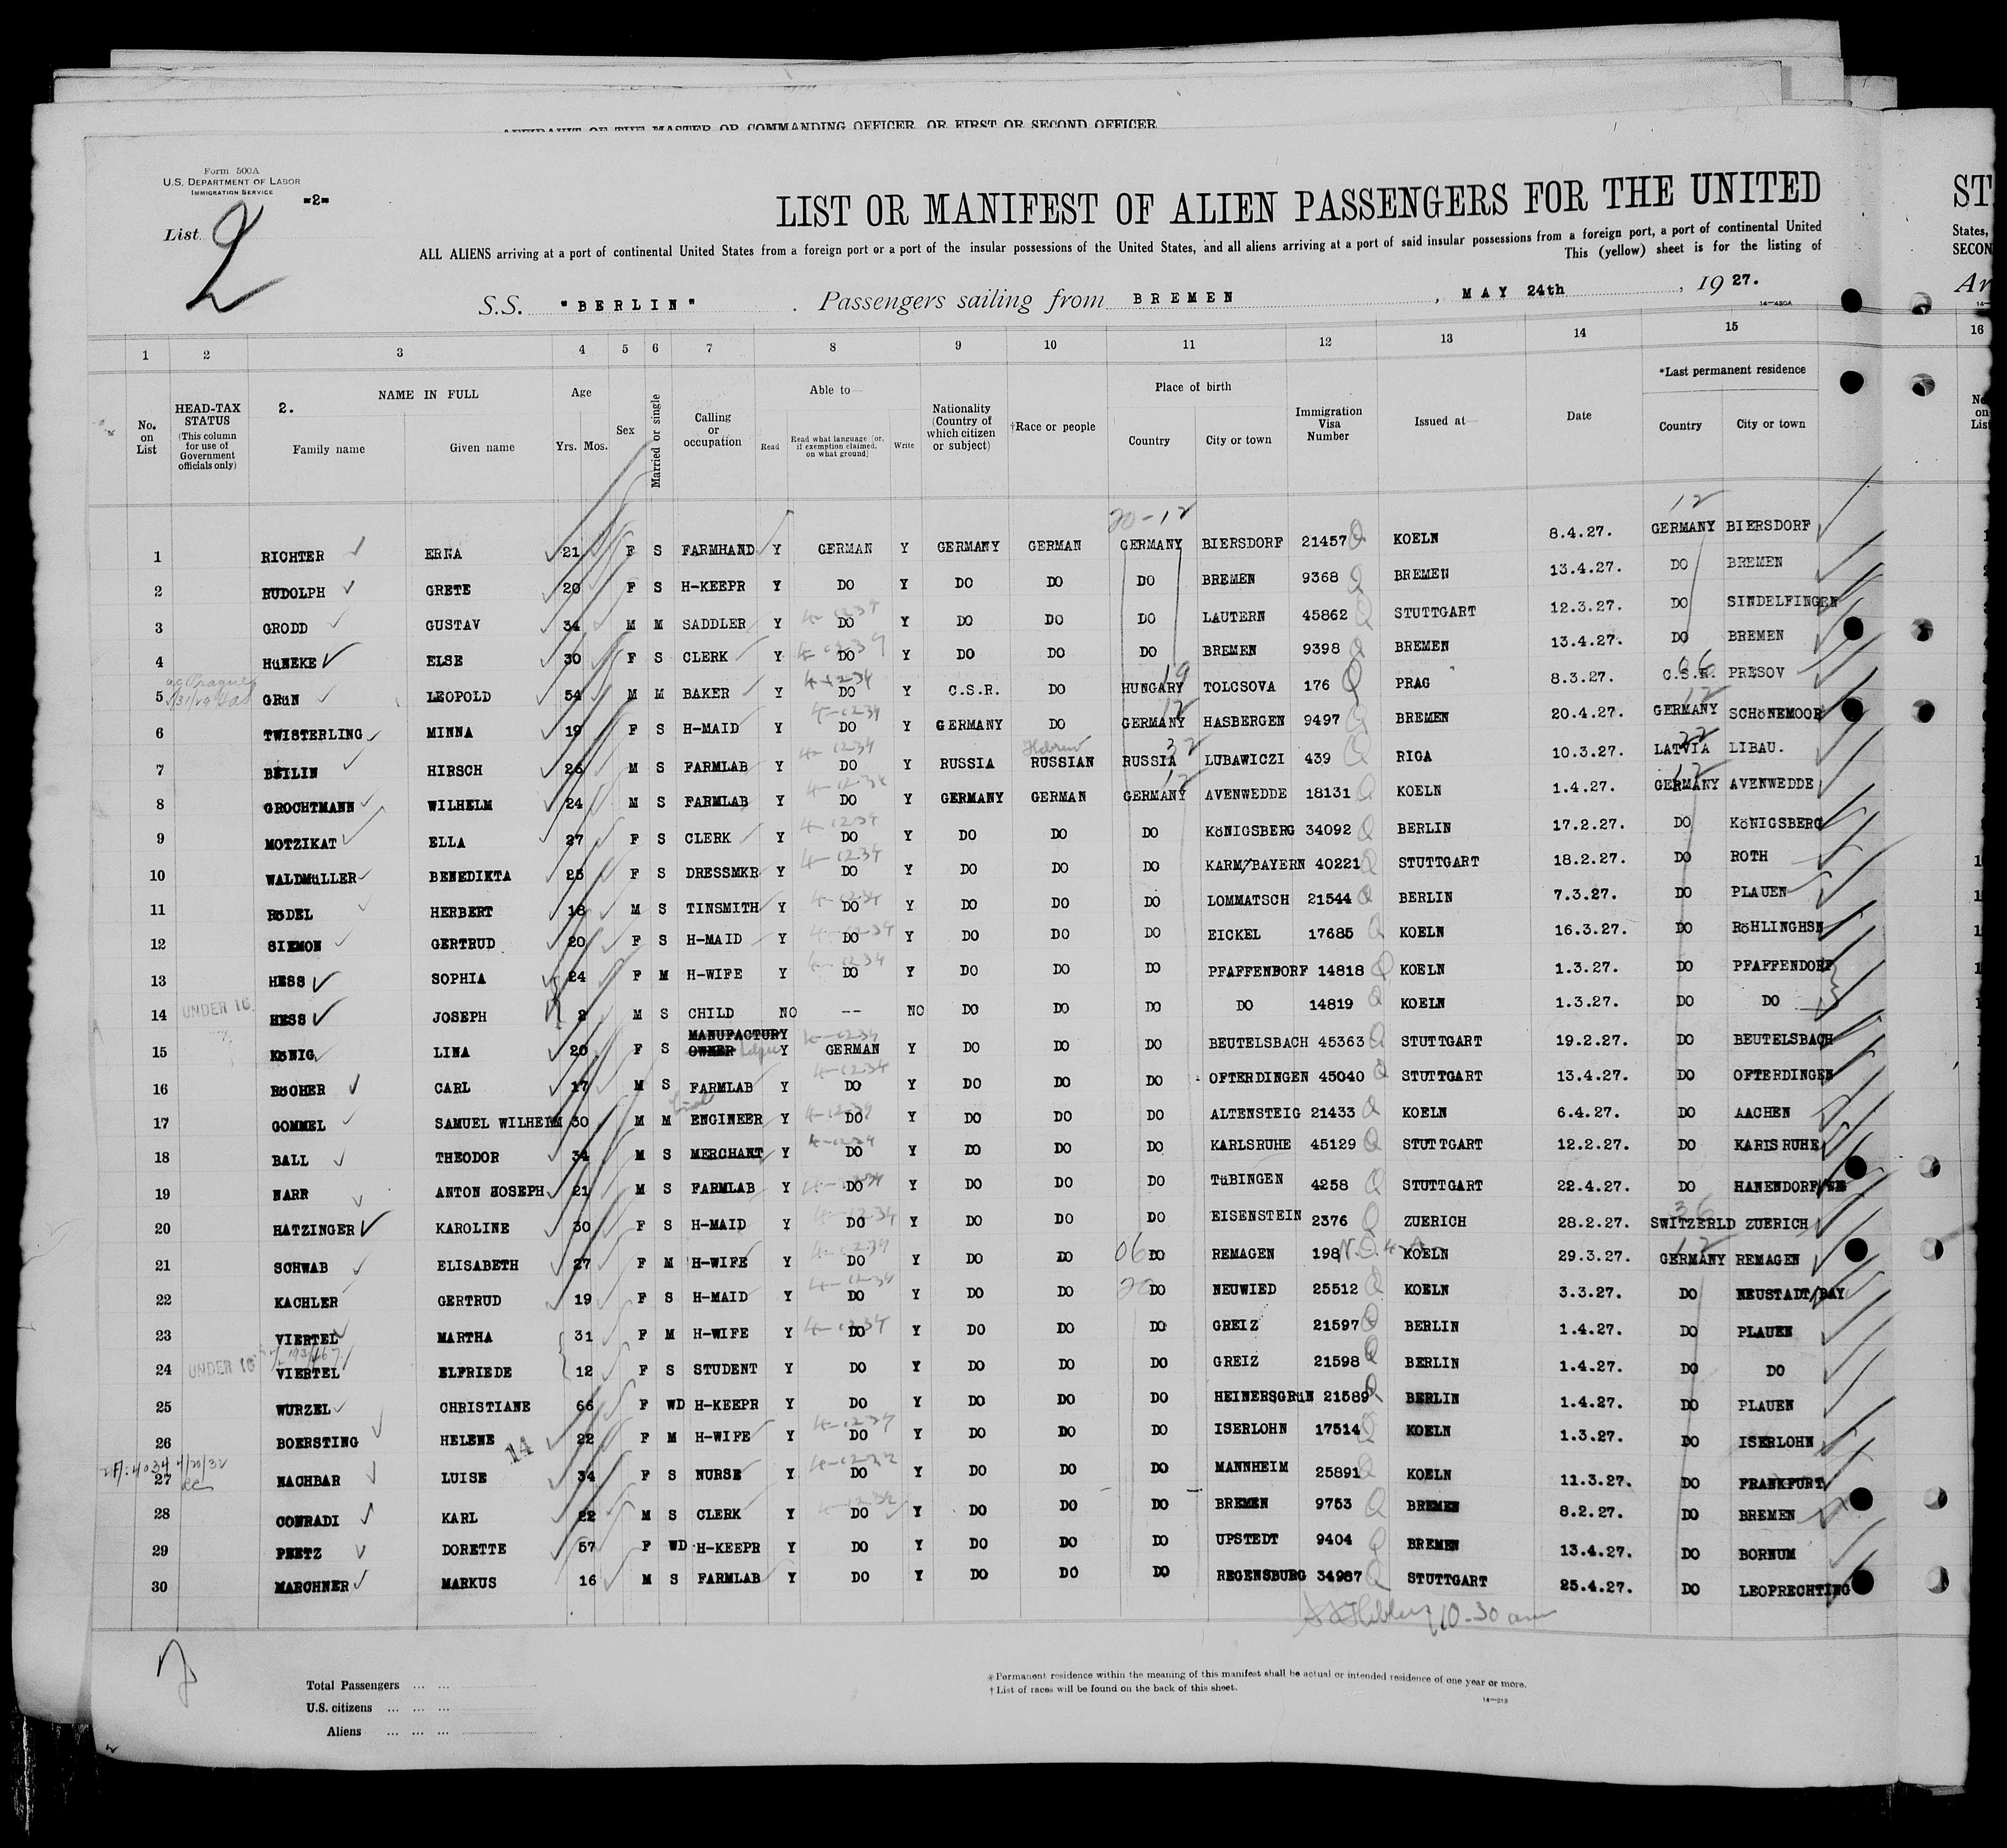 AFFIDAVIT OF THE MASTER OR COMMANDING OFFICER, OR FIRST OR SECOND OFFICER
Form 500A
U.S. DEPARTMENT OF LABOR
IMMIGRATION SERVICE
-2-
List 2
LIST OR MANIFEST OF ALIEN PASSENGERS FOR THE UNITED
ST
ALL ALIENS arriving at a port of continental United States from a foreign port or a port of the insular possessions of the United States, and all aliens arriving at a port of said insular possessions from a foreign port, a port of continental United
States,
This (yellow) sheet is for the listing of
SECON
S.S. "BERLIN" . Passengers sailing from BREMEN , MAY 24th , 19 27.
Ar
14-430A
1 2 3 4 5 6 7 8 9 10 11 12 13 14 15 16
No. on List
HEAD-TAX STATUS (This column for use of Government officials only)
2. NAME IN FULL
Family name Given name
Age Yrs. Mos.
Sex
Married or single
Calling or occupation
Able to—
Read Read what language [or, if exemption claimed, on what ground] Write
Nationality (Country of which citizen or subject)
†Race or people
Place of birth
Country City or town
Immigration Visa Number
Issued at—
Date
*Last permanent residence
Country City or town
20-12 12
1 RICHTER ERNA 21 F S FARMHAND Y GERMAN Y GERMANY GERMAN GERMANY BIERSDORF 21457 KOELN 8.4.27. GERMANY BIERSDORF
2 RUDOLPH GRETE 20 F S H-KEEPR Y DO Y DO DO DO BREMEN 9368 BREMEN 13.4.27. DO BREMEN
3 GRODD GUSTAV 34 M M SADDLER Y DO Y DO DO DO LAUTERN 45862 STUTTGART 12.3.27. DO SINDELFINGEN
4 HüNEKE ELSE 30 F S CLERK Y DO Y DO DO DO BREMEN 9398 BREMEN 13.4.27. DO BREMEN
5 GRüN LEOPOLD 54 M M BAKER Y DO Y C.S.R. DO HUNGARY TOLCSOVA 176 PRAG 8.3.27. C.S.R. PRESOV
6 TWISTERLING MINNA 19 F S H-MAID Y DO Y GERMANY DO GERMANY HASBERGEN 9497 BREMEN 20.4.27. GERMANY SCHöNEMOOR
Hebrew
7 BEILIN HIRSCH 26 M S FARMLAB Y DO Y RUSSIA RUSSIAN RUSSIA LUBAWICZI 439 RIGA 10.3.27. LATVIA LIBAU.
8 GROCHTMANN WILHELM 24 M S FARMLAB Y DO Y GERMANY GERMAN GERMANY AVENWEDDE 18131 KOELN 1.4.27. GERMANY AVENWEDDE
9 MOTZIKAT ELLA 27 F S CLERK Y DO Y DO DO DO KöNIGSBERG 34092 BERLIN 17.2.27. DO KöNIGSBERG
10 WALDMüLLER BENEDIKTA 25 F S DRESSMKR Y DO Y DO DO DO KARM/BAYERN 40221 STUTTGART 18.2.27. DO ROTH
11 RöDEL HERBERT 18 M S TINSMITH Y DO Y DO DO DO LOMMATSCH 21544 BERLIN 7.3.27. DO PLAUEN
12 SIEMON GERTRUD 20 F S H-MAID Y DO Y DO DO DO EICKEL 17685 KOELN 16.3.27. DO RöHLINGHSN
13 HESS SOPHIA 24 F M H-WIFE Y DO Y DO DO DO PFAFFENDORF 14818 KOELN 1.3.27. DO PFAFFENDORF
14 UNDER 16 HESS JOSEPH 2 M S CHILD NO -- NO DO DO DO DO 14819 KOELN 1.3.27. DO DO
MANUFACTURY
15 KöNIG LINA 20 F S OWNER Y GERMAN Y DO DO DO BEUTELSBACH 45363 STUTTGART 19.2.27. DO BEUTELSBACH
16 RöCHER CARL 17 M S FARMLAB Y DO Y DO DO DO OFTERDINGEN 45040 STUTTGART 13.4.27. DO OFTERDINGEN
17 GOMMEL SAMUEL WILHELM 30 M M ENGINEER Y DO Y DO DO DO ALTENSTEIG 21433 KOELN 6.4.27. DO AACHEN
18 BALL THEODOR 34 M S MERCHANT Y DO Y DO DO DO KARLSRUHE 45129 STUTTGART 12.2.27. DO KARLSRUHE
19 NARR ANTON JOSEPH 21 M S FARMLAB Y DO Y DO DO DO TüBINGEN 4258 STUTTGART 22.4.27. DO
20 HATZINGER KAROLINE 30 F S H-MAID Y DO Y DO DO DO EISENSTEIN 2376 ZUERICH 28.2.27. SWITZERLD ZUERICH
21 SCHWAB ELISABETH 27 F M H-WIFE Y DO Y DO DO DO REMAGEN 198 KOELN 29.3.27. GERMANY REMAGEN
22 KACHLER GERTRUD 19 F S H-MAID Y DO Y DO DO DO NEUWIED 25512 KOELN 3.3.27. DO NEUSTADT/BAY
23 VIERTEL MARTHA 31 F M H-WIFE Y DO Y DO DO DO GREIZ 21597 BERLIN 1.4.27. DO PLAUEN
24 UNDER 16 VIERTEL ELFRIEDE 12 F S STUDENT Y DO Y DO DO DO GREIZ 21598 BERLIN 1.4.27. DO DO
25 WURZEL CHRISTIANE 66 F WD H-KEEPR Y DO Y DO DO DO HEINERSGRüN 21589 BERLIN 1.4.27. DO PLAUEN
26 BOERSTING HELENE 14 22 F M H-WIFE Y DO Y DO DO DO ISERLOHN 17514 KOELN 1.3.27. DO ISERLOHN
27 NACHBAR LUISE 34 F S NURSE Y DO Y DO DO DO MANNHEIM 25891 KOELN 11.3.27. DO FRANKFURT
28 CONRADI KARL 22 M S CLERK Y DO Y DO DO DO BREMEN 9753 BREMEN 8.2.27. DO BREMEN
29 PEETZ DORETTE 57 F WD H-KEEPR Y DO Y DO DO DO UPSTEDT 9404 BREMEN 13.4.27. DO BORNUM
30 MARCHNER MARKUS 16 M S FARMLAB Y DO Y DO DO DO REGENSBURG 34987 STUTTGART 25.4.27. DO LEOPRECHTING
10-30 am
Total Passengers ... ...
U.S. citizens ... ... ...
Aliens ... ... ...
*Permanent residence within the meaning of this manifest shall be actual or intended residence of one year or more.
†List of races will be found on the back of this sheet.
14-213